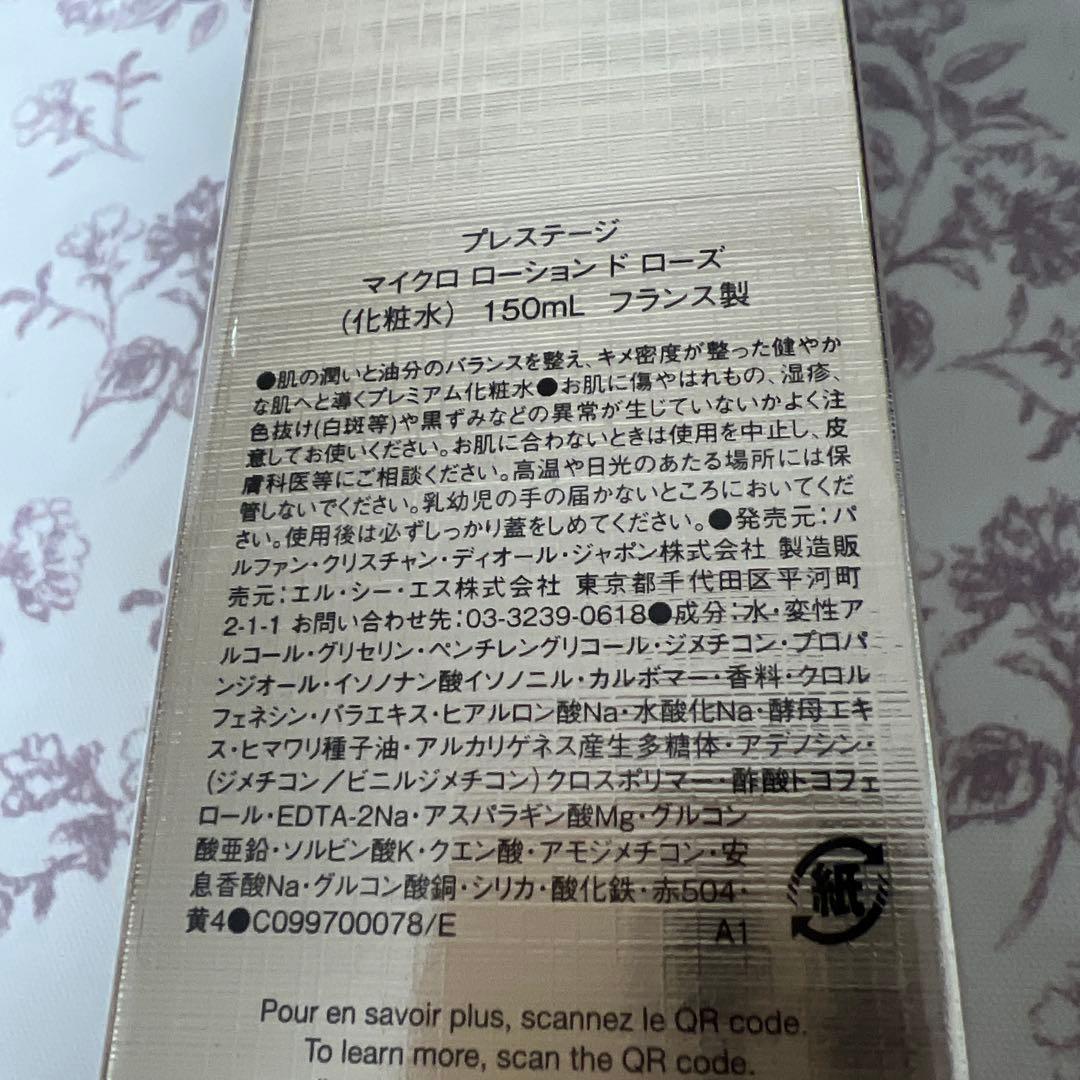 プレステージ
マイクロ ローション ド ローズ
(化粧水) 150mL フランス製
●肌の潤いと油分のバランスを整え、キメ密度が整った健やか
な肌へと導くプレミアム化粧水●お肌に傷やはれもの、湿疹、
色抜け(白斑等)や黒ずみなどの異常が生じていないかよく注
意してお使いください。お肌に合わないときは使用を中止し、皮
膚科医等にご相談ください。高温や日光のあたる場所には保
管しないでください。乳幼児の手の届かないところにおいてくだ
さい。使用後は必ずしっかり蓋をしめてください。●発売元:パ
ルファン・クリスチャン・ディオール・ジャポン株式会社 製造販
売元:エル・シー・エス株式会社 東京都千代田区平河町
2-1-1 お問い合わせ先:03-3239-0618●成分:水・変性ア
ルコール・グリセリン・ペンチレングリコール・ジメチコン・プロパ
ンジオール・イソノナン酸イソノニル・カルボマー・香料・クロル
フェネシン・バラエキス・ヒアルロン酸Na・水酸化Na・酵母エキ
ス・ヒマワリ種子油・アルカリゲネス産生多糖体・アデノシン・
(ジメチコン/ビニルジメチコン)クロスポリマー・酢酸トコフェ
ロール・EDTA-2Na・アスパラギン酸Mg・グルコン
酸亜鉛・ソルビン酸K・クエン酸・アモジメチコン・安
息香酸Na・グルコン酸銅・シリカ・酸化鉄・赤504・
黄4●C099700078/E
A1
紙
Pour en savoir plus, scannez le QR code.
To learn more, scan the QR code.